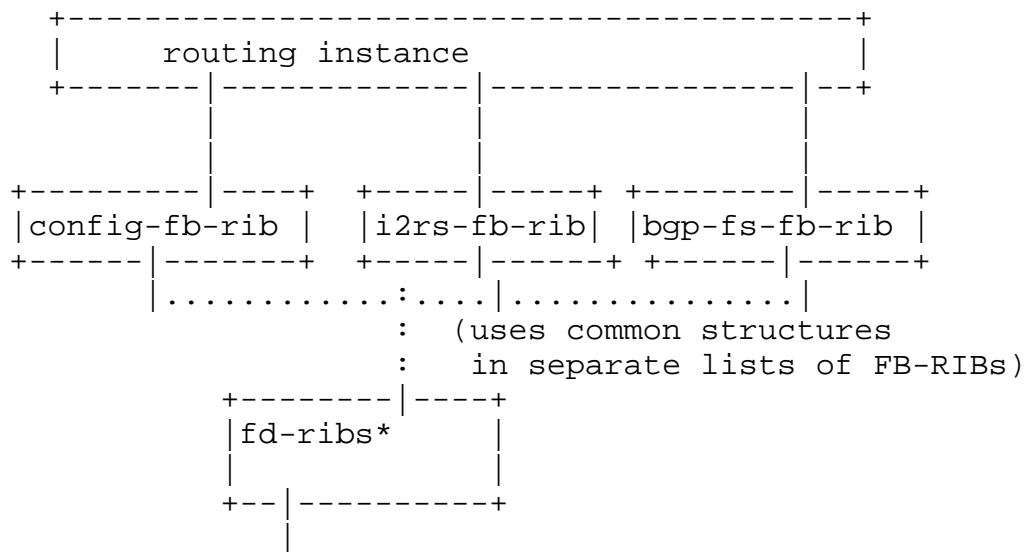 routing instance
config-fb-rib i2rs-fb-rib bgp-fs-fb-rib
(uses common structures
in separate lists of FB-RIBs)
fd-ribs*